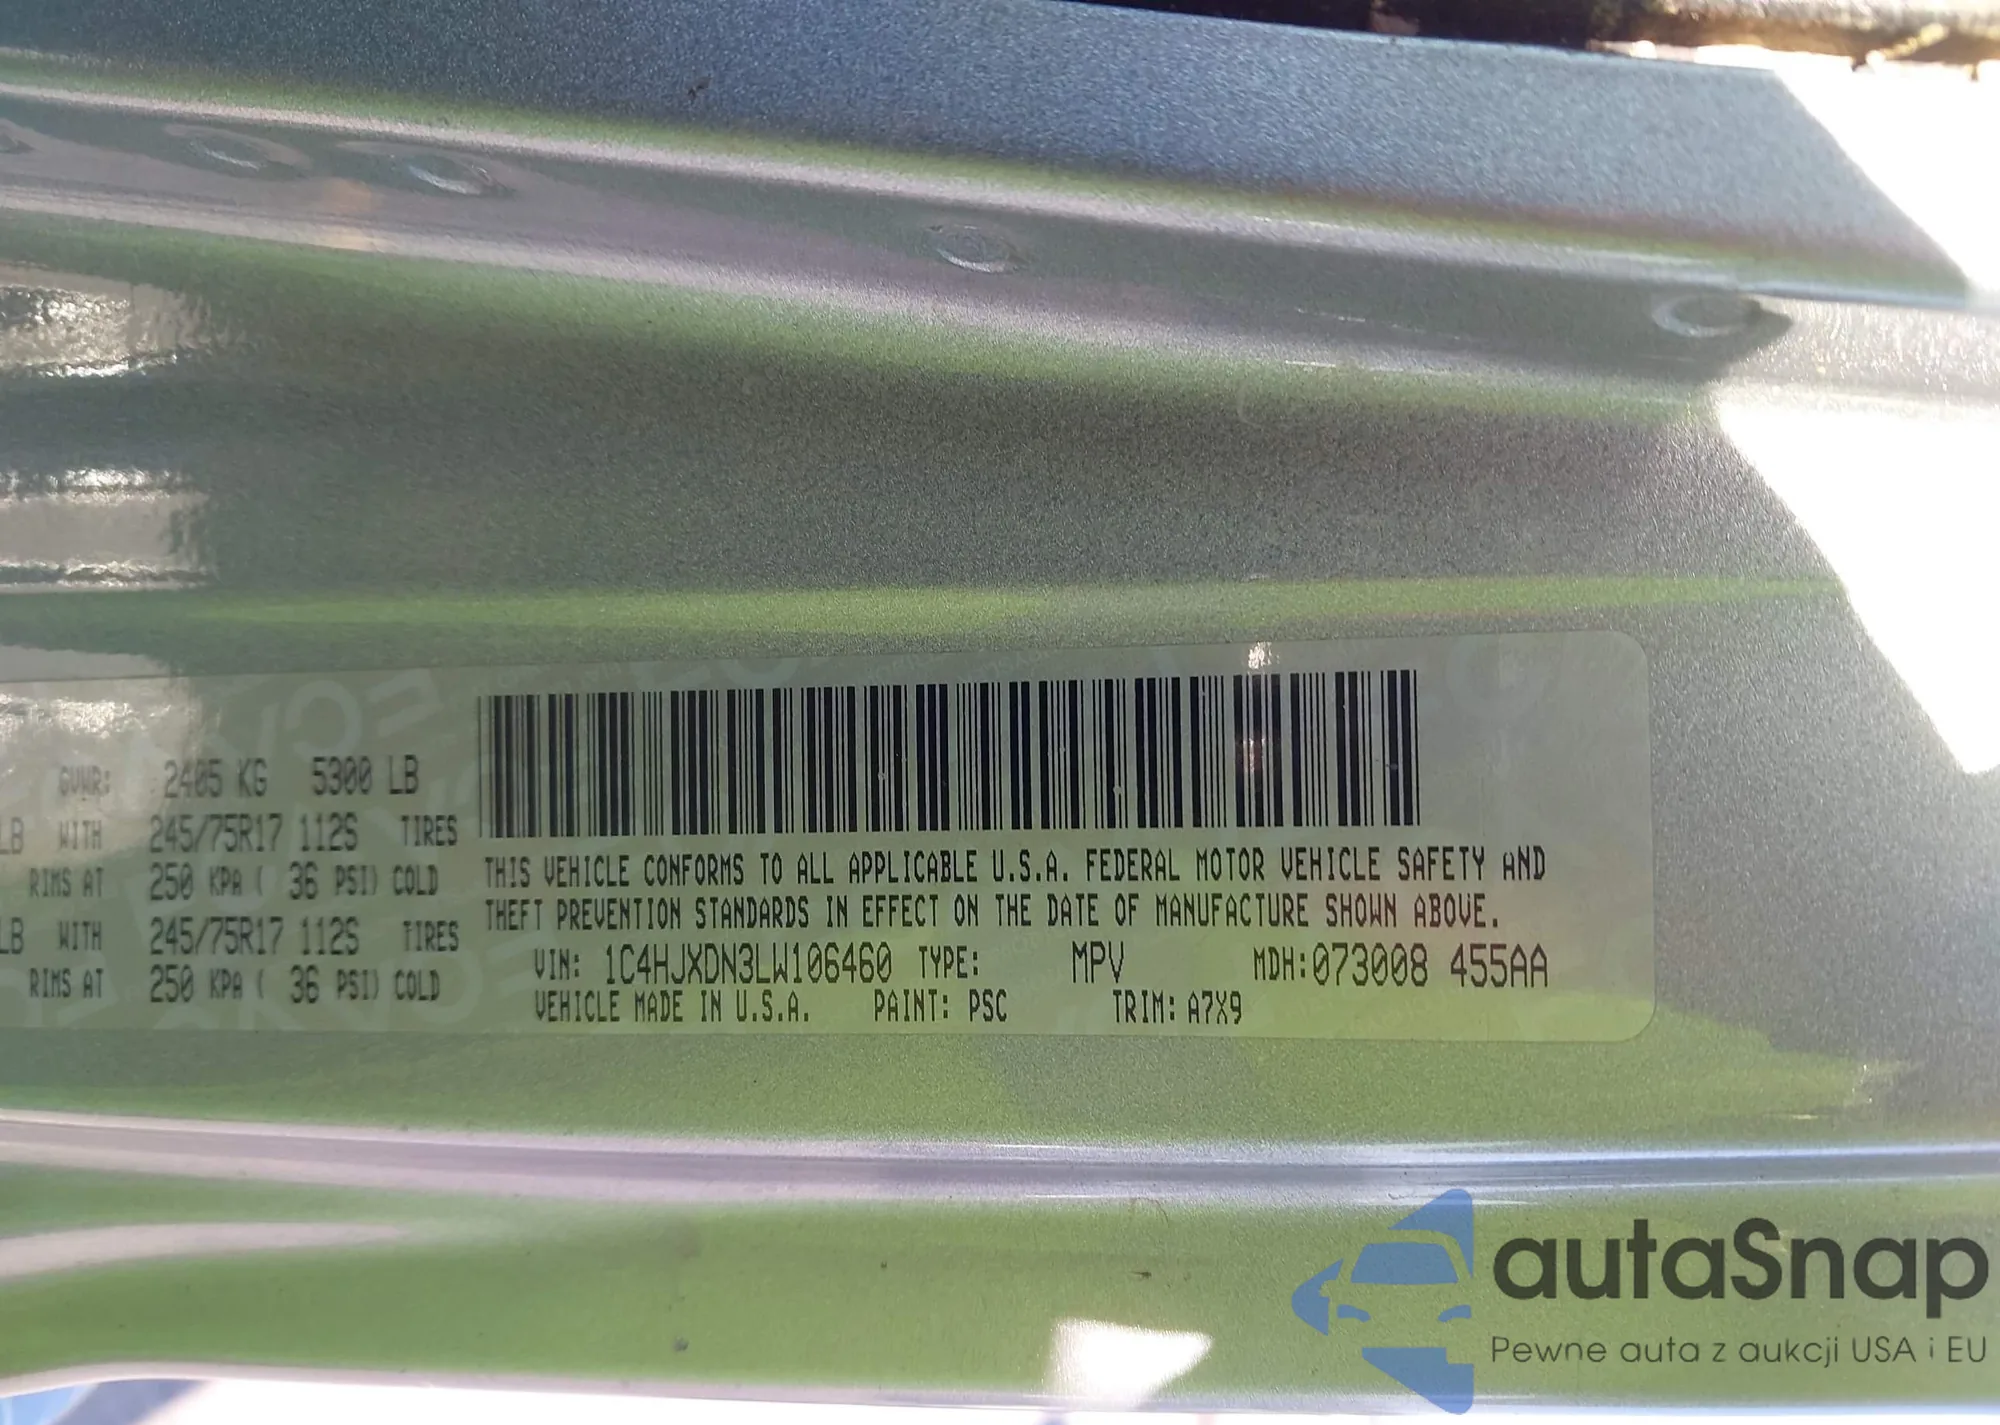 GVWR: 2405 KG 5300 LB
LB WITH 245/75R17 112S TIRES
RIMS AT 250 KPA ( 36 PSI) COLD
LB WITH 245/75R17 112S TIRES
RIMS AT 250 KPA ( 36 PSI) COLD
THIS VEHICLE CONFORMS TO ALL APPLICABLE U.S.A. FEDERAL MOTOR VEHICLE SAFETY AND
THEFT PREVENTION STANDARDS IN EFFECT ON THE DATE OF MANUFACTURE SHOWN ABOVE.
VIN: 1C4HJXDN3LW106460 TYPE: MPV MDH:073008 455AA
VEHICLE MADE IN U.S.A. PAINT: PSC TRIM: A7X9
autaSnap
Pewne auta z aukcji USA i EU